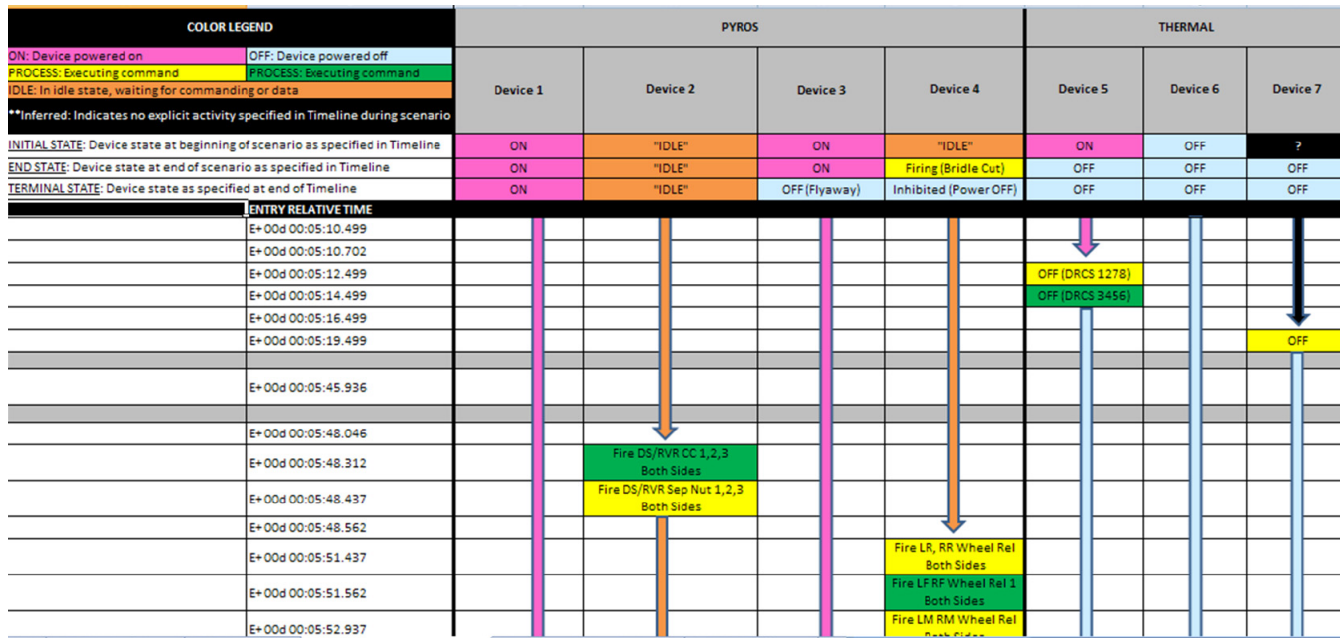 COLOR LEGEND PYROS THERMAL
ON: Device powered on OFF: Device powered off
PROCESS: Executing command PROCESS: Executing command
IDLE: In idle state, waiting for commanding or data
Device 1 Device 2 Device 3 Device 4 Device 5 Device 6 Device 7
**Inferred: Indicates no explicit activity specified in Timeline during scenario
INITIAL STATE: Device state at beginning of scenario as specified in Timeline ON "IDLE" ON "IDLE" ON OFF ?
END STATE: Device state at end of scenario as specified in Timeline ON "IDLE" ON Firing (Bridle Cut) OFF OFF OFF
TERMINAL STATE: Device state as specified at end of Timeline ON "IDLE" OFF (Flyaway) Inhibited (Power OFF) OFF OFF OFF
ENTRY RELATIVE TIME
E+00d 00:05:10.499
E+00d 00:05:10.702
E+00d 00:05:12.499 OFF (DRCS 1278)
E+00d 00:05:14.499 OFF (DRCS 3456)
E+00d 00:05:16.499
E+00d 00:05:19.499 OFF
E+00d 00:05:45.936
E+00d 00:05:48.046
E+00d 00:05:48.312 Fire DS/RVR CC 1,2,3
Both Sides
E+00d 00:05:48.437 Fire DS/RVR Sep Nut 1,2,3
Both Sides
E+00d 00:05:48.562
E+00d 00:05:51.437 Fire LR, RR Wheel Rel
Both Sides
E+00d 00:05:51.562 Fire LF RF Wheel Rel 1
Both Sides
E+00d 00:05:52.937 Fire LM RM Wheel Rel